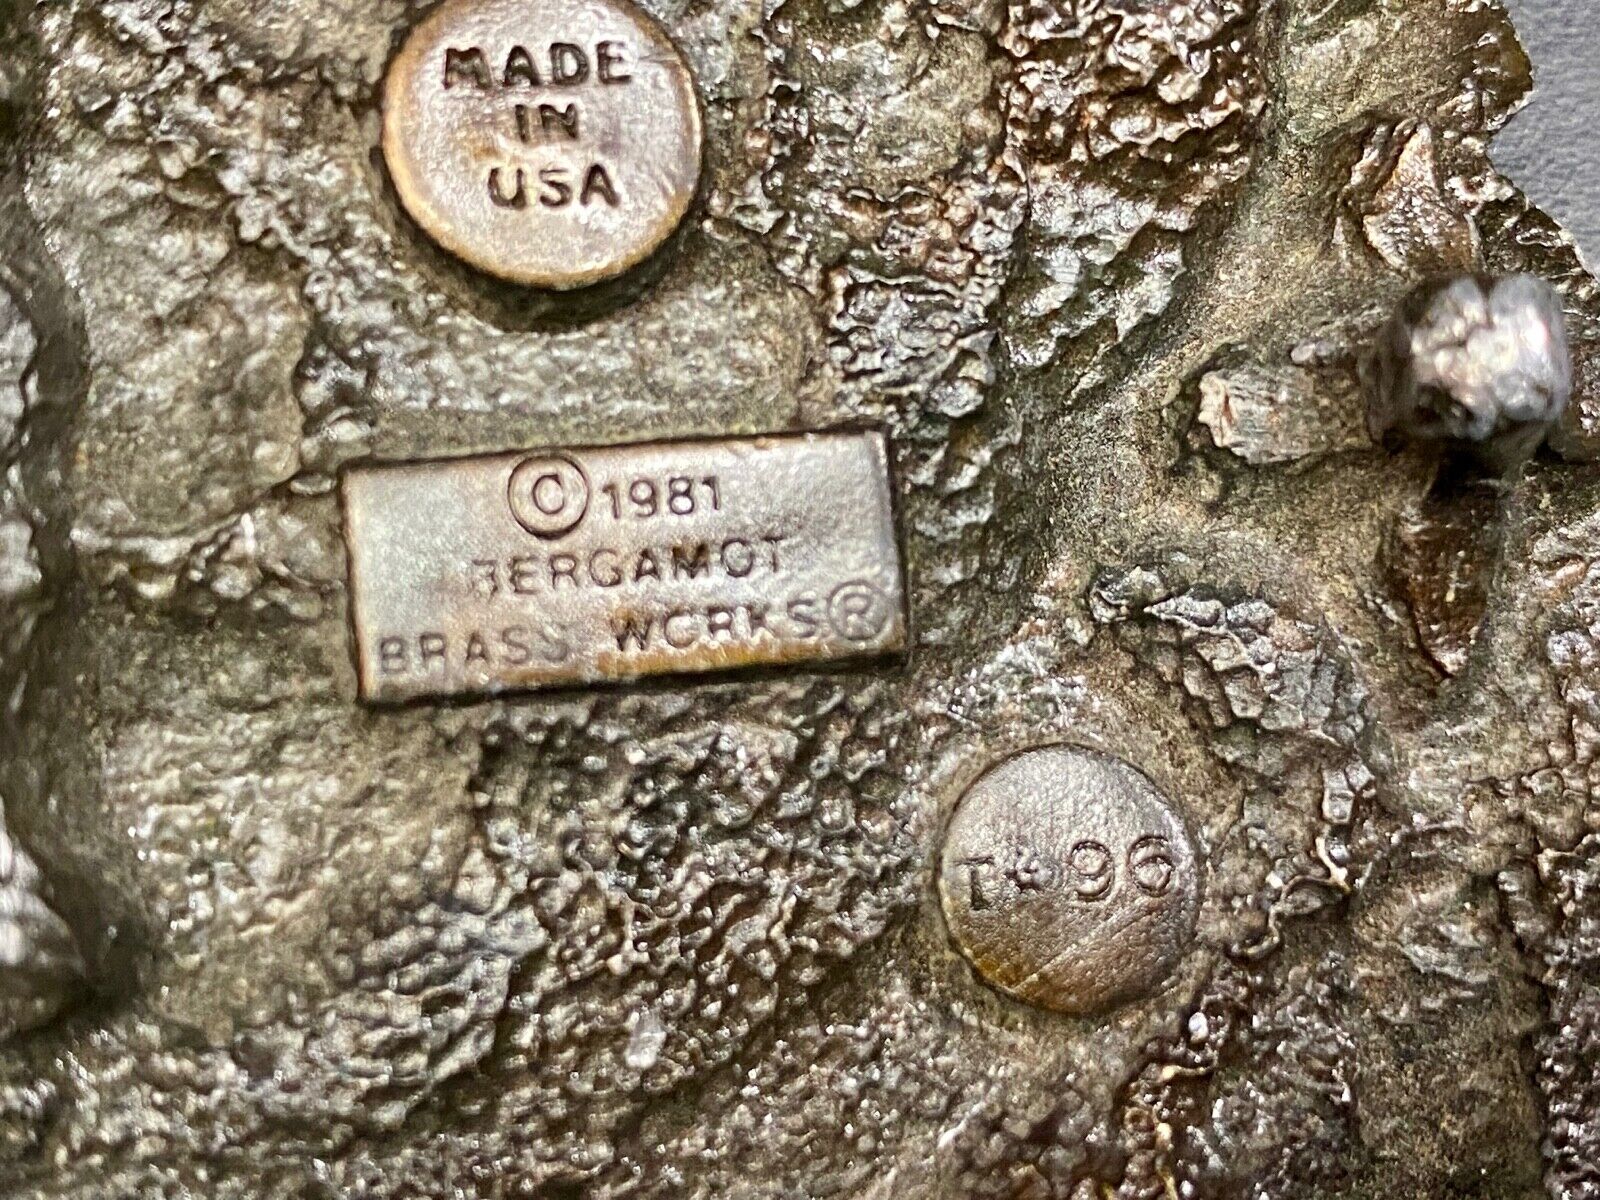 MADE
IN
USA
© 1981
BERGAMOT
BRASS WORKS®
T*96